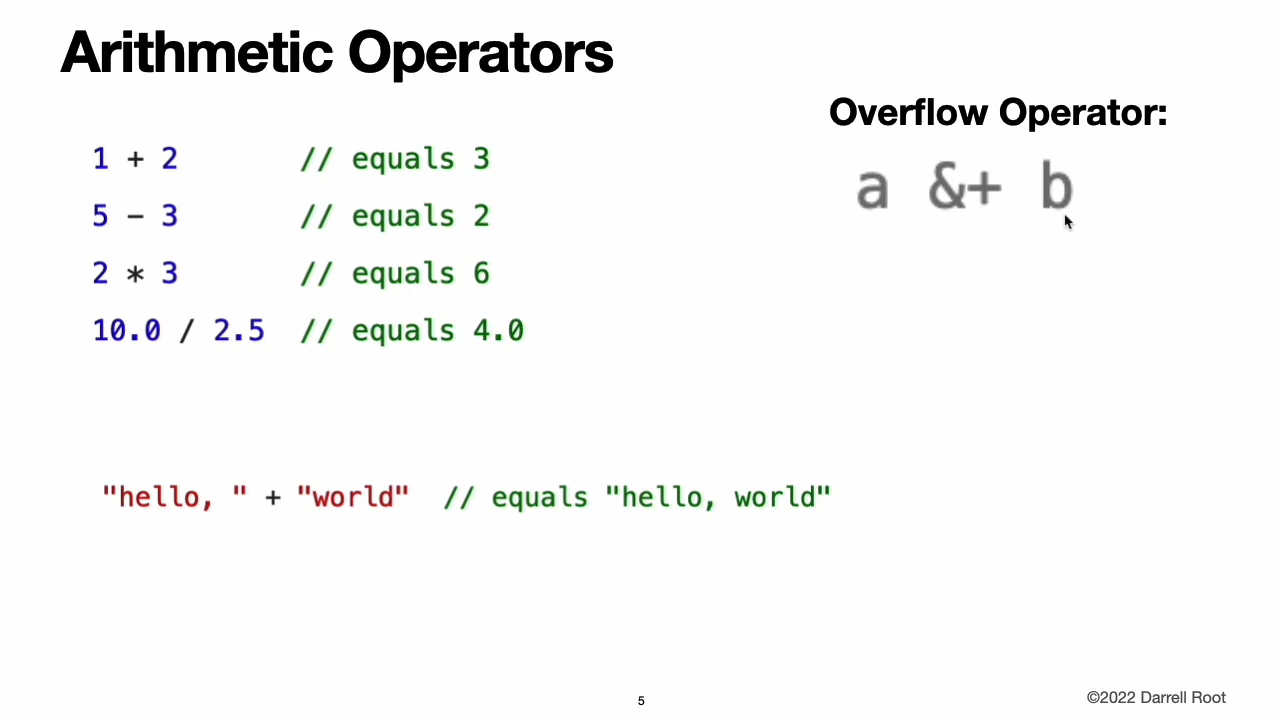 Arithmetic Operators
Overflow Operator:
a &+ b
1 + 2 // equals 3
5 - 3 // equals 2
2 * 3 // equals 6
10.0 / 2.5 // equals 4.0
"hello, " + "world" // equals "hello, world"
5
©2022 Darrell Root